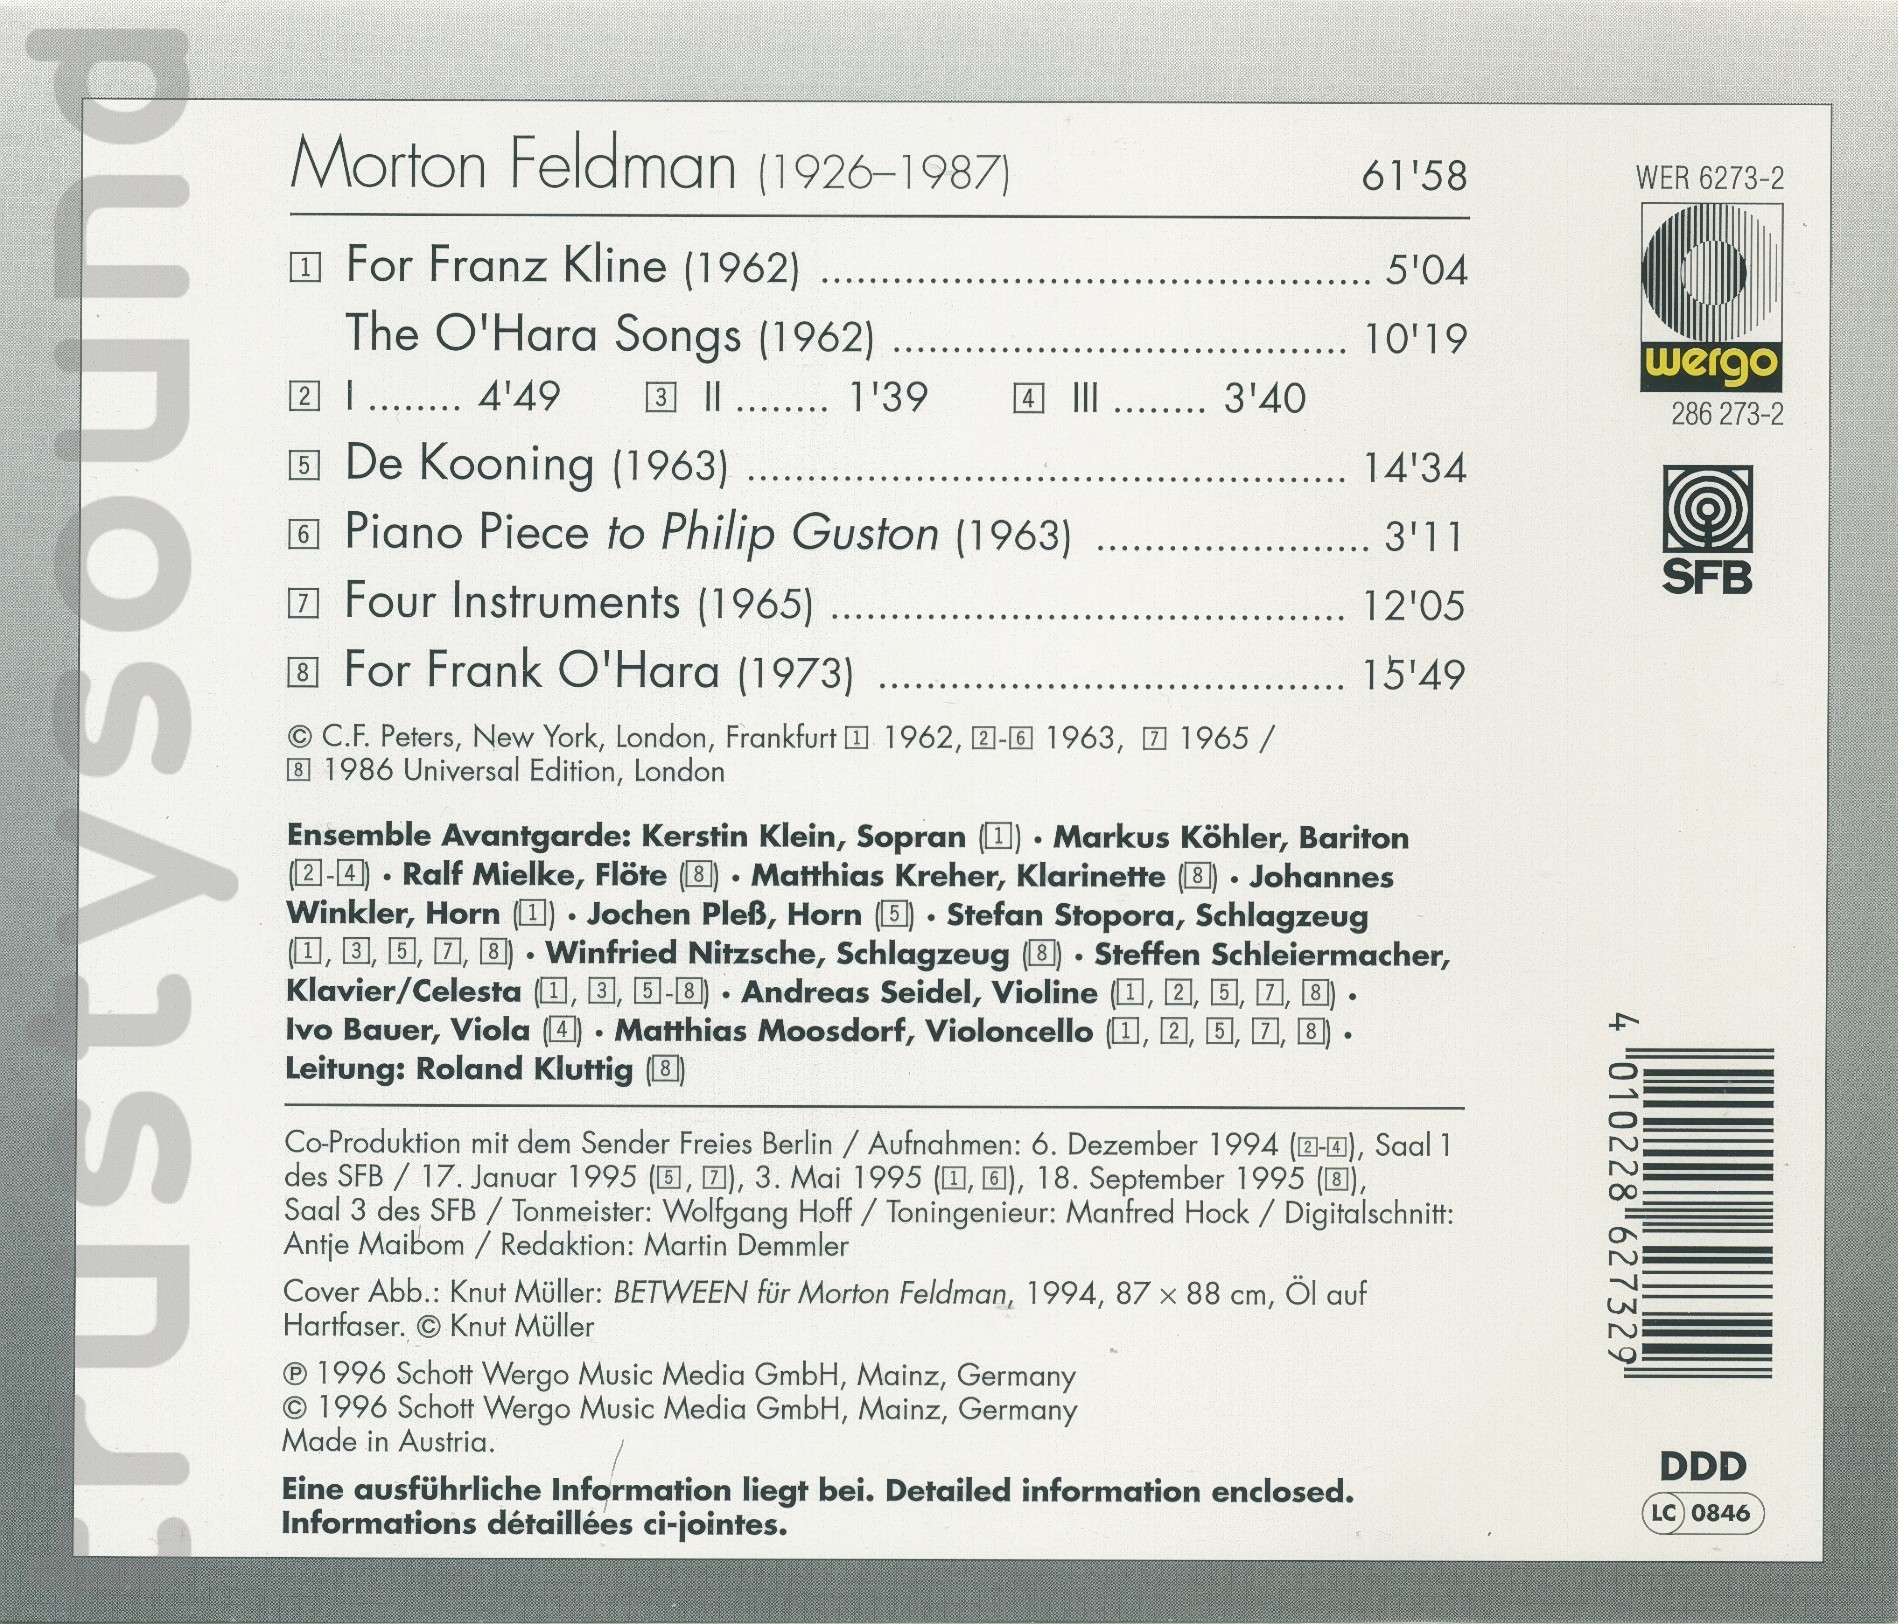 Morton Feldman (1926–1987) 61'58
1 For Franz Kline (1962) ............................................. 5'04
The O'Hara Songs (1962) ..................................... 10'19
2 I ........ 4'49 3 II ........ 1'39 4 III ........ 3'40
5 De Kooning (1963) ................................................. 14'34
6 Piano Piece to Philip Guston (1963) ....................... 3'11
7 Four Instruments (1965) .......................................... 12'05
8 For Frank O'Hara (1973) ...................................... 15'49
© C.F. Peters, New York, London, Frankfurt 1 1962, 2-6 1963, 7 1965 /
8 1986 Universal Edition, London
Ensemble Avantgarde: Kerstin Klein, Sopran (1) · Markus Köhler, Bariton
(2-4) · Ralf Mielke, Flöte (8) · Matthias Kreher, Klarinette (8) · Johannes
Winkler, Horn (1) · Jochen Pleß, Horn (5) · Stefan Stopora, Schlagzeug
(1, 3, 5, 7, 8) · Winfried Nitzsche, Schlagzeug (8) · Steffen Schleiermacher,
Klavier/Celesta (1, 3, 5-8) · Andreas Seidel, Violine (1, 2, 5, 7, 8) ·
Ivo Bauer, Viola (4) · Matthias Moosdorf, Violoncello (1, 2, 5, 7, 8) ·
Leitung: Roland Kluttig (8)
Co-Produktion mit dem Sender Freies Berlin / Aufnahmen: 6. Dezember 1994 (2-4), Saal 1
des SFB / 17. Januar 1995 (5, 7), 3. Mai 1995 (1, 6), 18. September 1995 (8),
Saal 3 des SFB / Tonmeister: Wolfgang Hoff / Toningenieur: Manfred Hock / Digitalschnitt:
Antje Maibom / Redaktion: Martin Demmler
Cover Abb.: Knut Müller: BETWEEN für Morton Feldman, 1994, 87 × 88 cm, Öl auf
Hartfaser. © Knut Müller
℗ 1996 Schott Wergo Music Media GmbH, Mainz, Germany
© 1996 Schott Wergo Music Media GmbH, Mainz, Germany
Made in Austria.
Eine ausführliche Information liegt bei. Detailed information enclosed.
Informations détaillées ci-jointes.
WER 6273-2
wergo
286 273-2
SFB
4 010228 627329
DDD
LC 0846
:rustysound